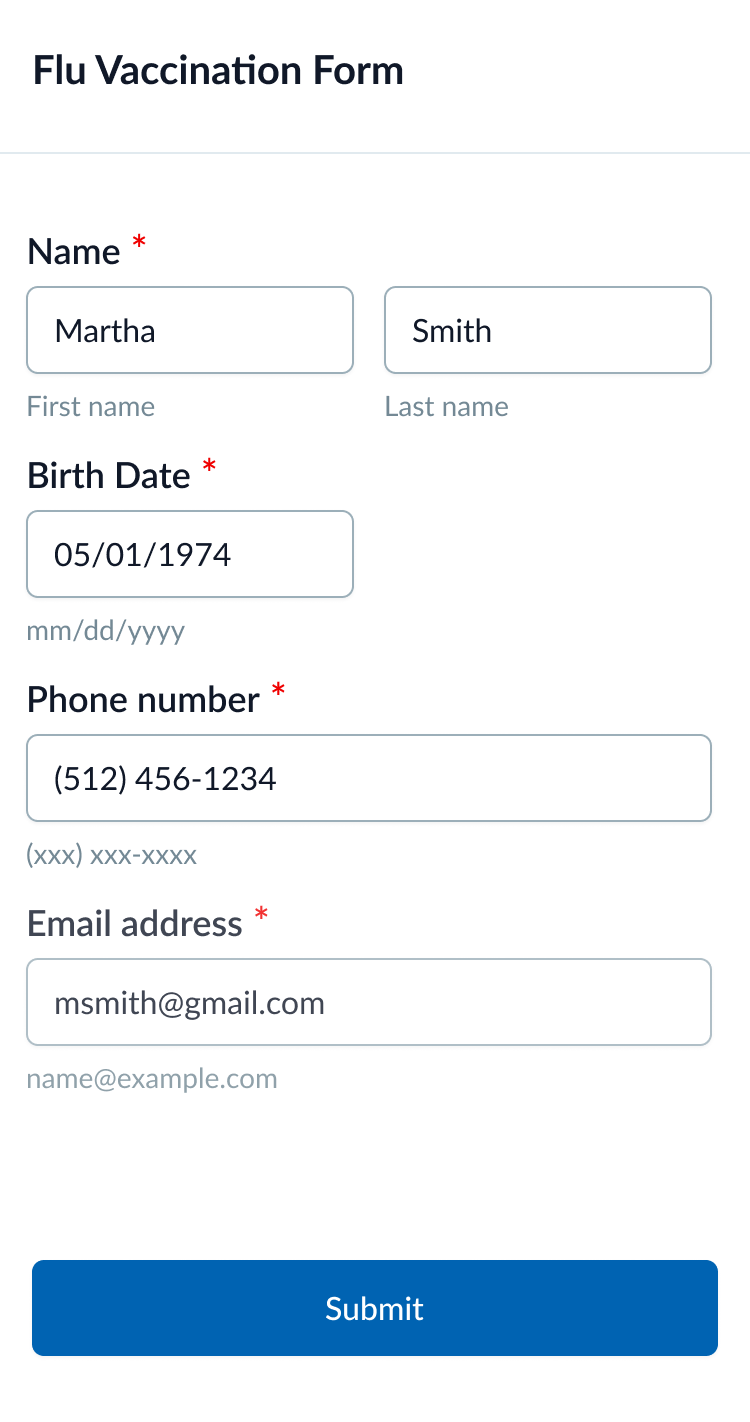 Flu Vaccination Form
Name *
Martha Smith
First name Last name
Birth Date *
05/01/1974
mm/dd/yyyy
Phone number *
(512) 456-1234
(xxx) xxx-xxxx
Email address *
msmith@gmail.com
name@example.com
Submit